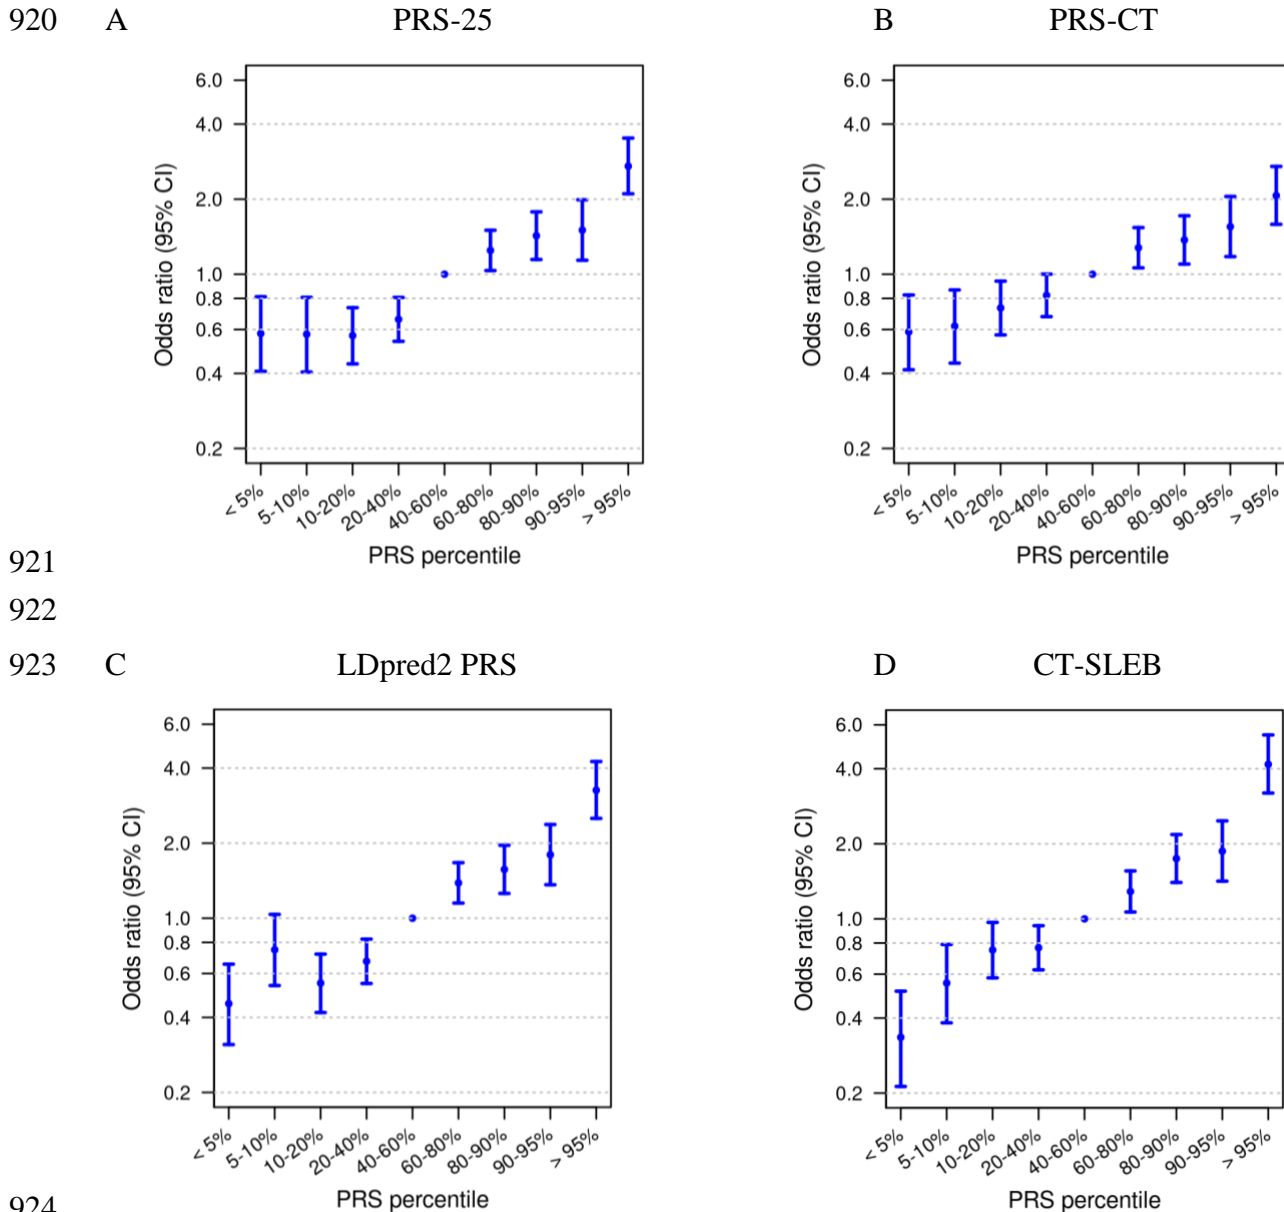 920 A PRS-25 B PRS-CT
6.0
4.0
2.0
1.0
0.8
0.6
0.4
0.2
Odds ratio (95% CI)
< 5% 5-10% 10-20% 20-40% 40-60% 60-80% 80-90% 90-95% > 95%
PRS percentile
6.0
4.0
2.0
1.0
0.8
0.6
0.4
0.2
Odds ratio (95% CI)
< 5% 5-10% 10-20% 20-40% 40-60% 60-80% 80-90% 90-95% > 95%
PRS percentile
921
922
923 C LDpred2 PRS D CT-SLEB
6.0
4.0
2.0
1.0
0.8
0.6
0.4
0.2
Odds ratio (95% CI)
< 5% 5-10% 10-20% 20-40% 40-60% 60-80% 80-90% 90-95% > 95%
PRS percentile
6.0
4.0
2.0
1.0
0.8
0.6
0.4
0.2
Odds ratio (95% CI)
< 5% 5-10% 10-20% 20-40% 40-60% 60-80% 80-90% 90-95% > 95%
PRS percentile
924